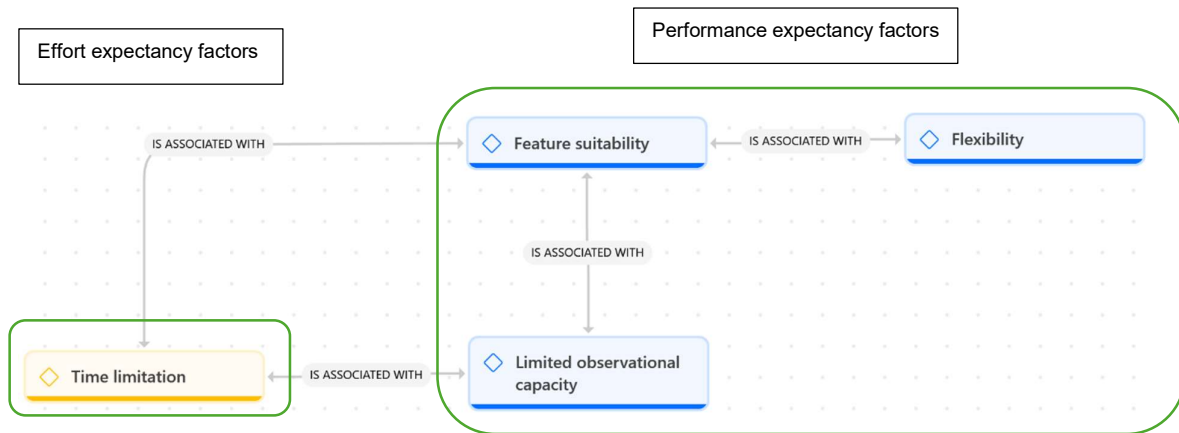 Effort expectancy factors
Performance expectancy factors
IS ASSOCIATED WITH
Feature suitability
IS ASSOCIATED WITH
Flexibility
IS ASSOCIATED WITH
Time limitation
IS ASSOCIATED WITH
Limited observational
capacity